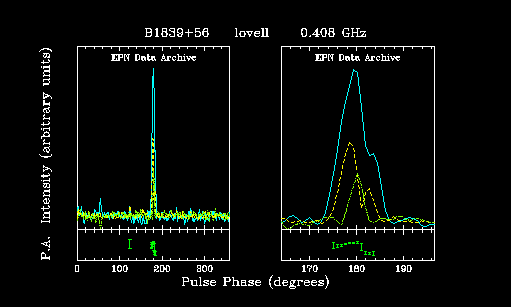 B1839+56 lovell 0.408 GHz
EPN Data Archive EPN Data Archive
P.A. Intensity (arbitrary units)
0 100 200 300 170 180 190
Pulse Phase (degrees)